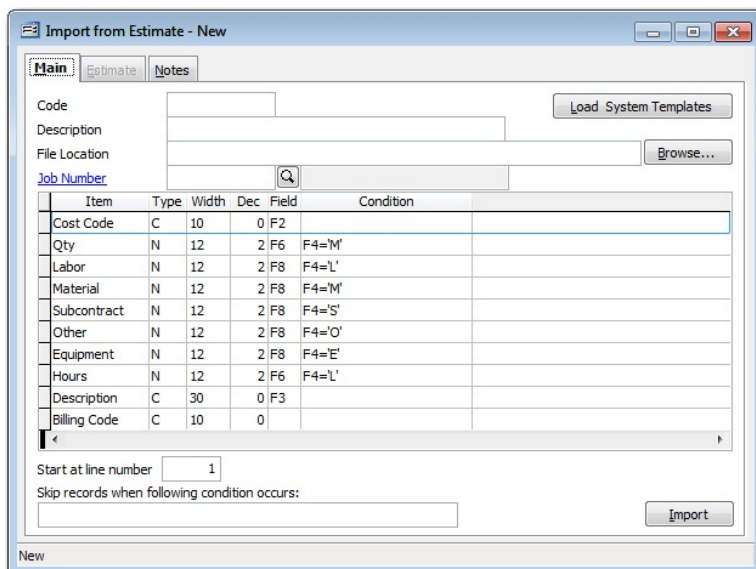 Import from Estimate - New
Main Estimate Notes
Code
Load System Templates
Description
File Location Browse...
Job Number
Item Type Width Dec Field Condition
Cost Code C 10 0 F2
Qty N 12 2 F6 F4='M'
Labor N 12 2 F8 F4='L'
Material N 12 2 F8 F4='M'
Subcontract N 12 2 F8 F4='S'
Other N 12 2 F8 F4='O'
Equipment N 12 2 F8 F4='E'
Hours N 12 2 F6 F4='L'
Description C 30 0 F3
Billing Code C 10 0
Start at line number 1
Skip records when following condition occurs:
Import
New